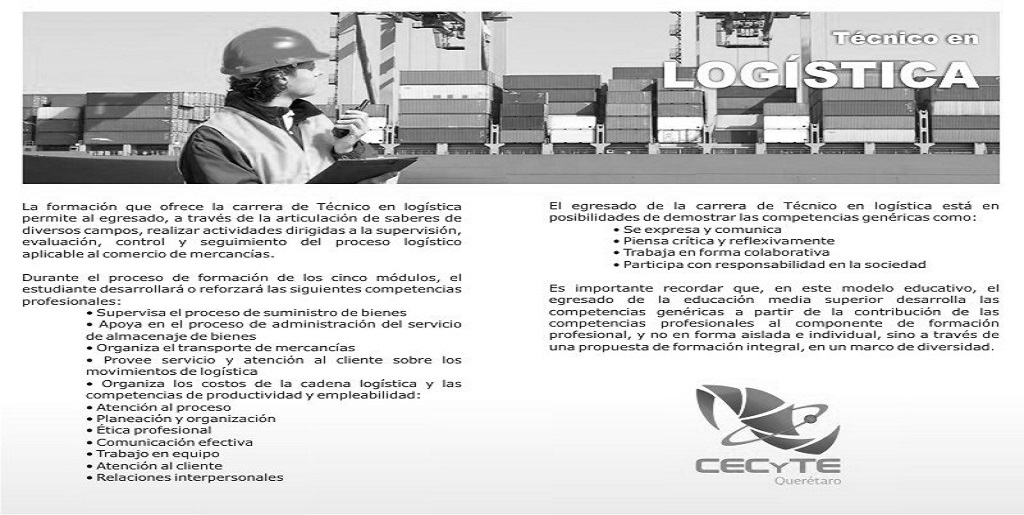 Técnico en
LOGÍSTICA
La formación que ofrece la carrera de Técnico en logística
permite al egresado, a través de la articulación de saberes de
diversos campos, realizar actividades dirigidas a la supervisión,
evaluación, control y seguimiento del proceso logístico
aplicable al comercio de mercancías.
Durante el proceso de formación de los cinco módulos, el
estudiante desarrollará o reforzará las siguientes competencias
profesionales:
• Supervisa el proceso de suministro de bienes
• Apoya en el proceso de administración del servicio
de almacenaje de bienes
• Organiza el transporte de mercancías
• Provee servicio y atención al cliente sobre los
movimientos de logística
• Organiza los costos de la cadena logística y las
competencias de productividad y empleabilidad:
• Atención al proceso
• Planeación y organización
• Ética profesional
• Comunicación efectiva
• Trabajo en equipo
• Atención al cliente
• Relaciones interpersonales
El egresado de la carrera de Técnico en logística está en
posibilidades de demostrar las competencias genéricas como:
• Se expresa y comunica
• Piensa crítica y reflexivamente
• Trabaja en forma colaborativa
• Participa con responsabilidad en la sociedad
Es importante recordar que, en este modelo educativo, el
egresado de la educación media superior desarrolla las
competencias genéricas a partir de la contribución de las
competencias profesionales al componente de formación
profesional, y no en forma aislada e individual, sino a través de
una propuesta de formación integral, en un marco de diversidad.
CECyTE
Querétaro